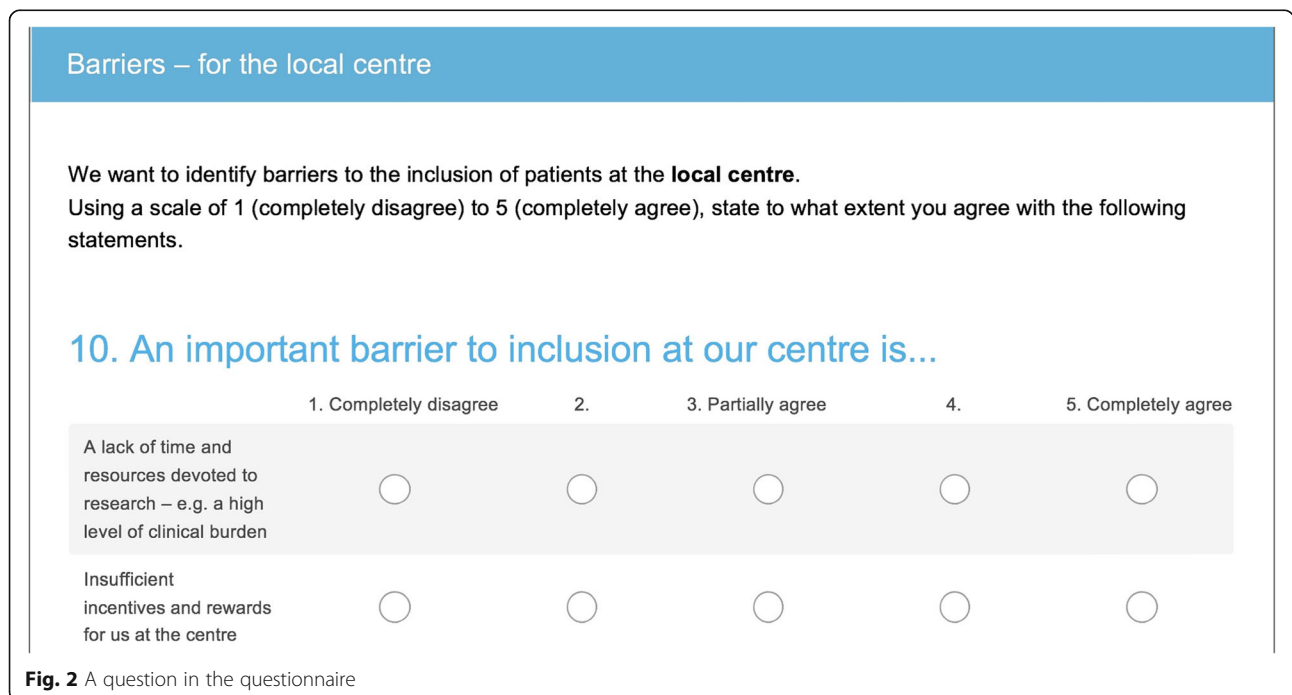 Barriers – for the local centre
We want to identify barriers to the inclusion of patients at the local centre.
Using a scale of 1 (completely disagree) to 5 (completely agree), state to what extent you agree with the following
statements.
10. An important barrier to inclusion at our centre is...
1. Completely disagree 2. 3. Partially agree 4. 5. Completely agree
A lack of time and
resources devoted to
research – e.g. a high
level of clinical burden
Insufficient
incentives and rewards
for us at the centre
Fig. 2 A question in the questionnaire